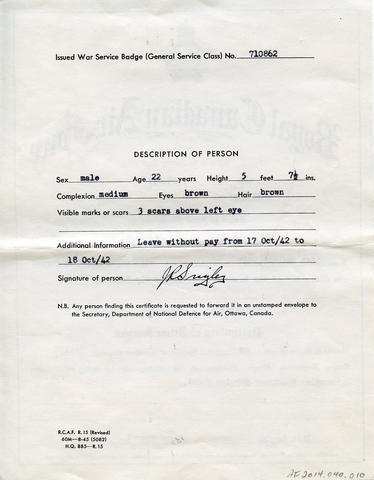 Issued War Service Badge (General Service Class) No. 710862
DESCRIPTION OF PERSON
Sex male Age 22 years Height 5 feet 7½ ins.
Complexion medium Eyes brown Hair brown
Visible marks or scars 3 scars above left eye
Additional Information Leave without pay from 17 Oct/42 to
18 Oct/42
Signature of person
N.B. Any person finding this certificate is requested to forward it in an unstamped envelope to
the Secretary, Department of National Defence for Air, Ottawa, Canada.
R.C.A.F. R.15 (Revised)
60M—8-45 (5082)
H.Q. 885—R.15
AF2014.040.010